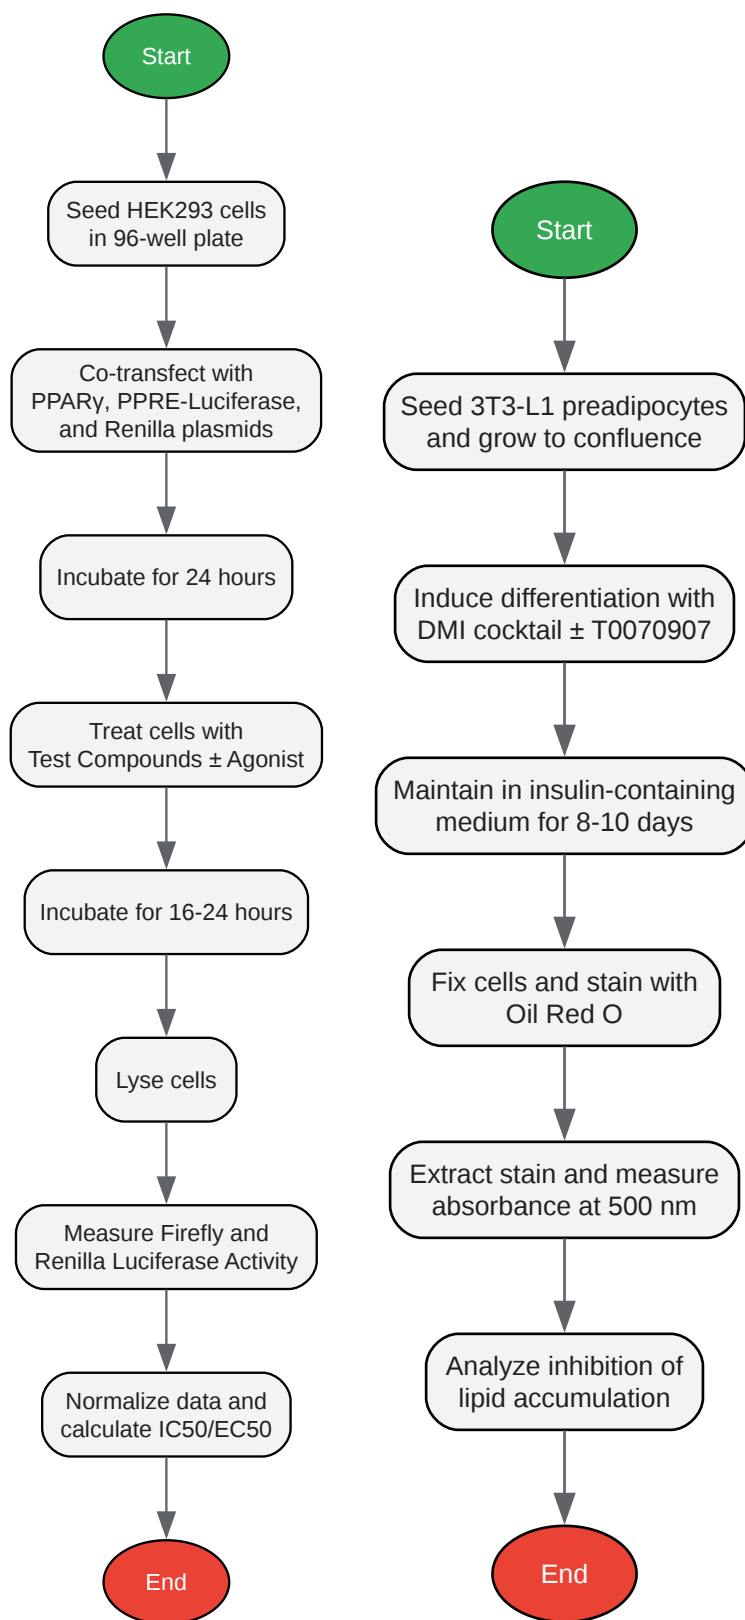 Start
Seed HEK293 cells
in 96-well plate
Co-transfect with
PPARγ, PPRE-Luciferase,
and Renilla plasmids
Incubate for 24 hours
Treat cells with
Test Compounds ± Agonist
Incubate for 16-24 hours
Lyse cells
Measure Firefly and
Renilla Luciferase Activity
Normalize data and
calculate IC50/EC50
End
Start
Seed 3T3-L1 preadipocytes
and grow to confluence
Induce differentiation with
DMI cocktail ± T0070907
Maintain in insulin-containing
medium for 8-10 days
Fix cells and stain with
Oil Red O
Extract stain and measure
absorbance at 500 nm
Analyze inhibition of
lipid accumulation
End